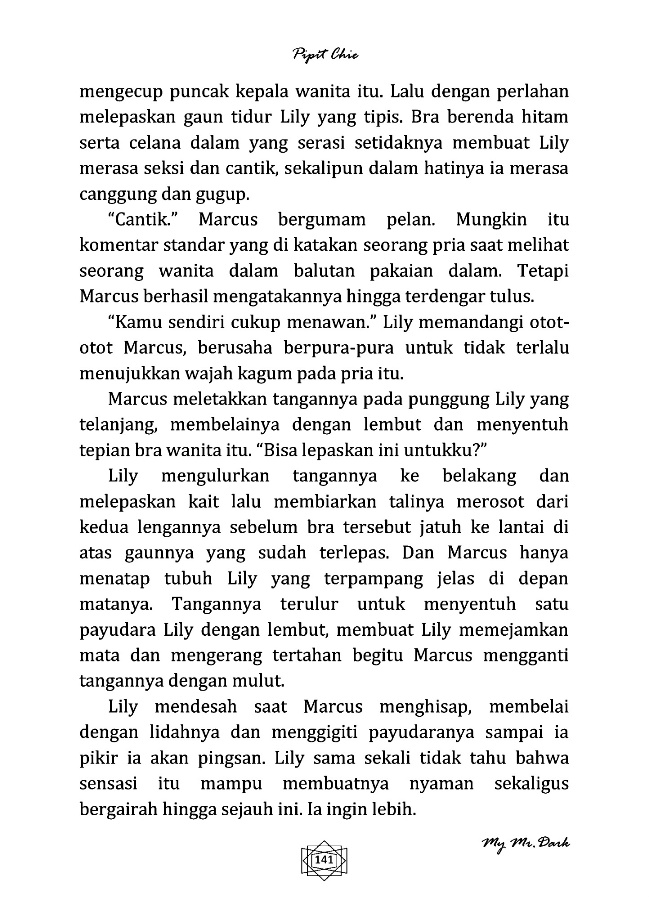 Pipit Chie
mengecup puncak kepala wanita itu. Lalu dengan perlahan
melepaskan gaun tidur Lily yang tipis. Bra berenda hitam
serta celana dalam yang serasi setidaknya membuat Lily
merasa seksi dan cantik, sekalipun dalam hatinya ia merasa
canggung dan gugup.
“Cantik.” Marcus bergumam pelan. Mungkin itu
komentar standar yang di katakan seorang pria saat melihat
seorang wanita dalam balutan pakaian dalam. Tetapi
Marcus berhasil mengatakannya hingga terdengar tulus.
“Kamu sendiri cukup menawan.” Lily memandangi otot-
otot Marcus, berusaha berpura-pura untuk tidak terlalu
menujukkan wajah kagum pada pria itu.
Marcus meletakkan tangannya pada punggung Lily yang
telanjang, membelainya dengan lembut dan menyentuh
tepian bra wanita itu. “Bisa lepaskan ini untukku?”
Lily mengulurkan tangannya ke belakang dan
melepaskan kait lalu membiarkan talinya merosot dari
kedua lengannya sebelum bra tersebut jatuh ke lantai di
atas gaunnya yang sudah terlepas. Dan Marcus hanya
menatap tubuh Lily yang terpampang jelas di depan
matanya. Tangannya terulur untuk menyentuh satu
payudara Lily dengan lembut, membuat Lily memejamkan
mata dan mengerang tertahan begitu Marcus mengganti
tangannya dengan mulut.
Lily mendesah saat Marcus menghisap, membelai
dengan lidahnya dan menggigiti payudaranya sampai ia
pikir ia akan pingsan. Lily sama sekali tidak tahu bahwa
sensasi itu mampu membuatnya nyaman sekaligus
bergairah hingga sejauh ini. Ia ingin lebih.
My Mr. Dark
141